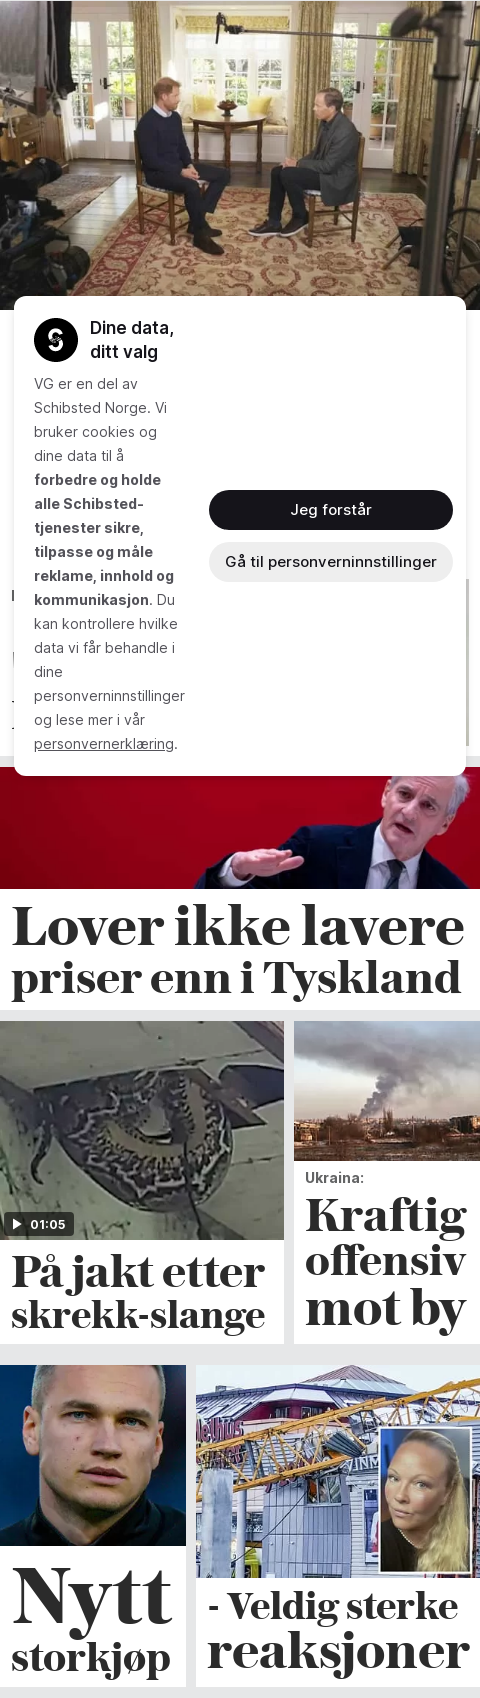 Dine data,
ditt valg
VG er en del av
Schibsted Norge. Vi
bruker cookies og
dine data til å
forbedre og holde
alle Schibsted-
tjenester sikre,
tilpasse og måle
reklame, innhold og
kommunikasjon. Du
kan kontrollere hvilke
data vi får behandle i
dine
personverninnstillinger
og lese mer i vår
personvernerklæring.
Jeg forstår
Gå til personverninnstillinger
Lover ikke lavere
priser enn i Tyskland
01:05
På jakt etter
skrekk-slange
Ukraina:
Kraftig
offensiv
mot by
Nytt
storkjøp
- Veldig sterke
reaksjoner